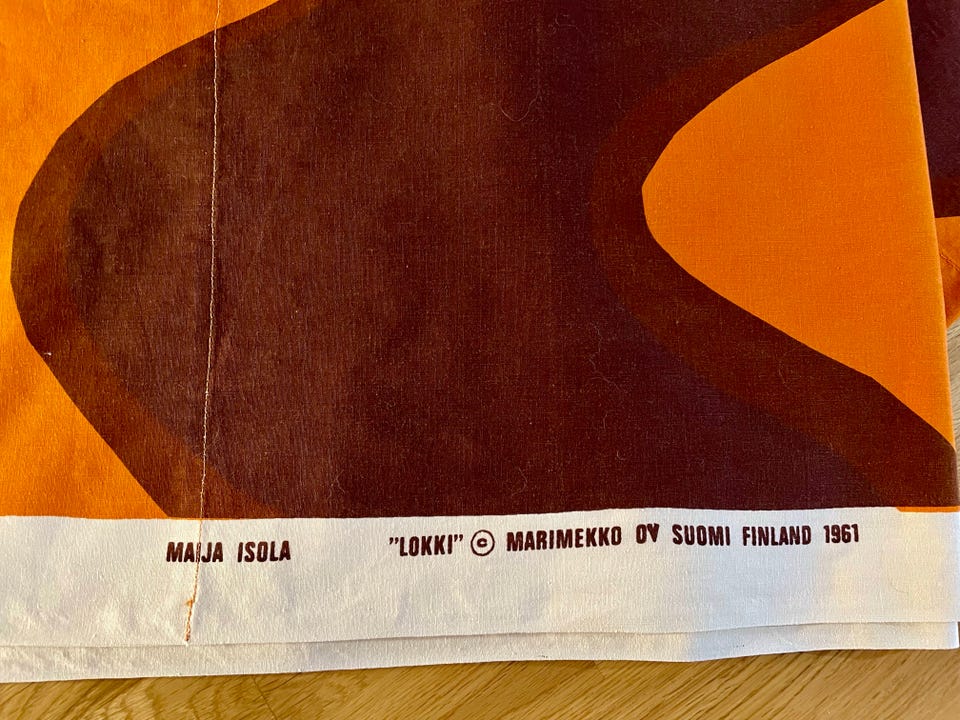 MAIJA ISOLA ”LOKKI” © MARIMEKKO OY SUOMI FINLAND 1961